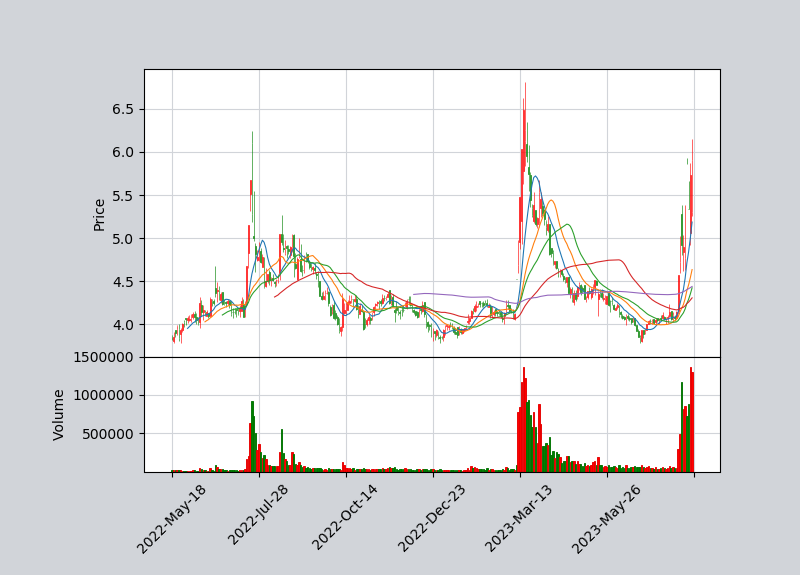 6.5
6.0
5.5
5.0
4.5
4.0
Price
1500000
1000000
500000
Volume
2022-May-18
2022-Jul-28
2022-Oct-14
2022-Dec-23
2023-Mar-13
2023-May-26